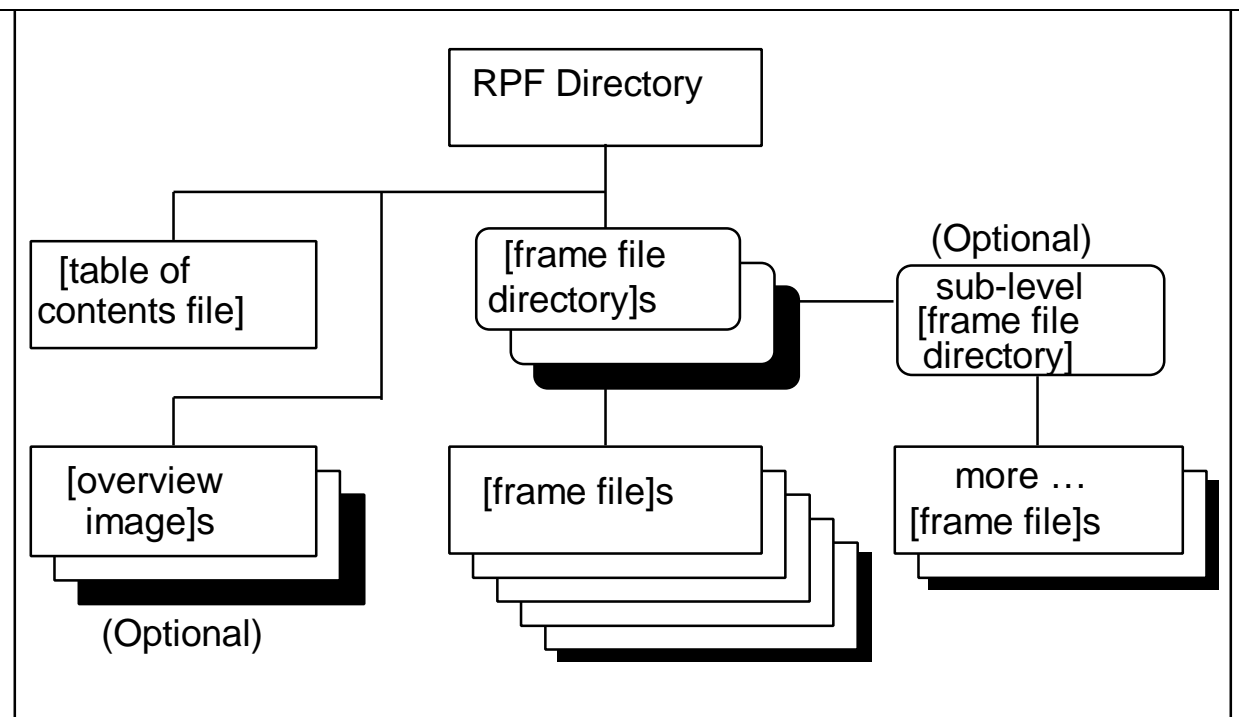 RPF Directory
[table of
contents file]
[frame file
directory]s
(Optional)
sub-level
[frame file
directory]
[overview
image]s
(Optional)
[frame file]s
more …
[frame file]s